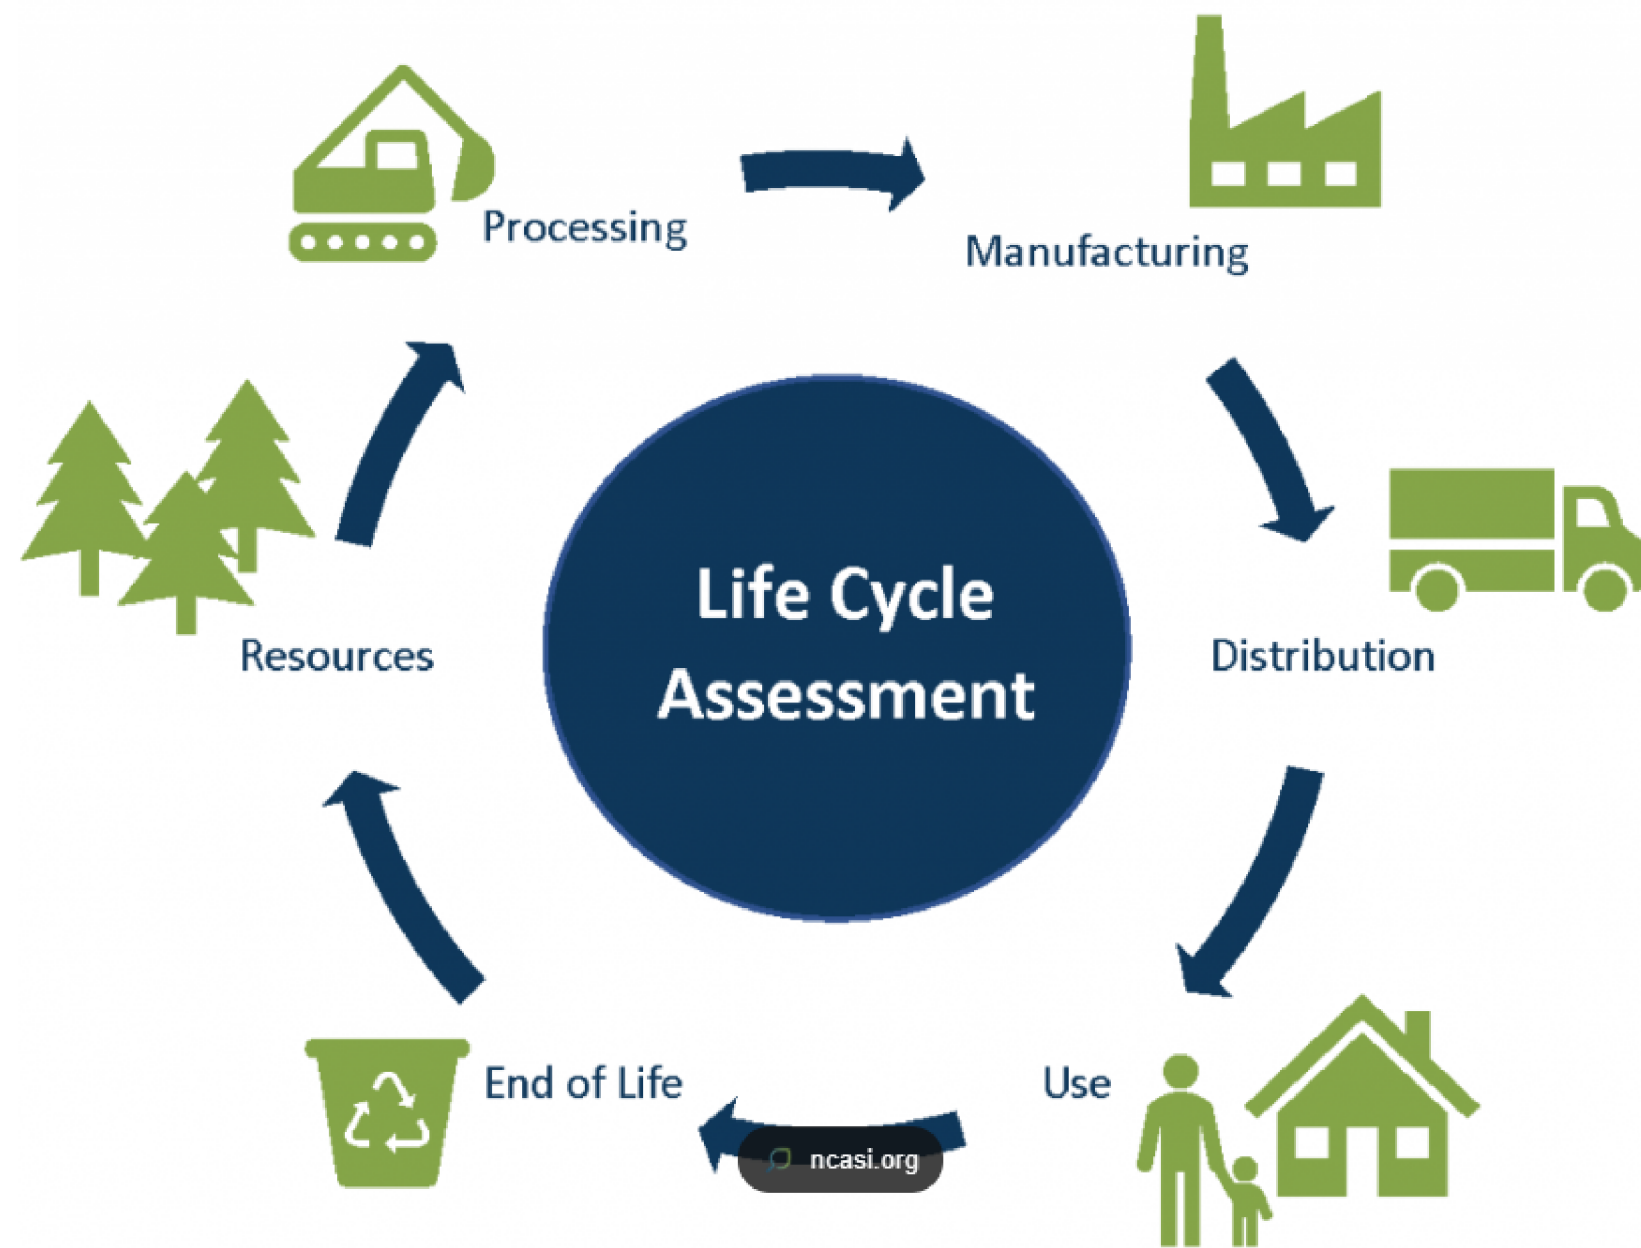 Processing
Manufacturing
Life Cycle
Assessment
Resources
Distribution
End of Life
Use
ncasi.org